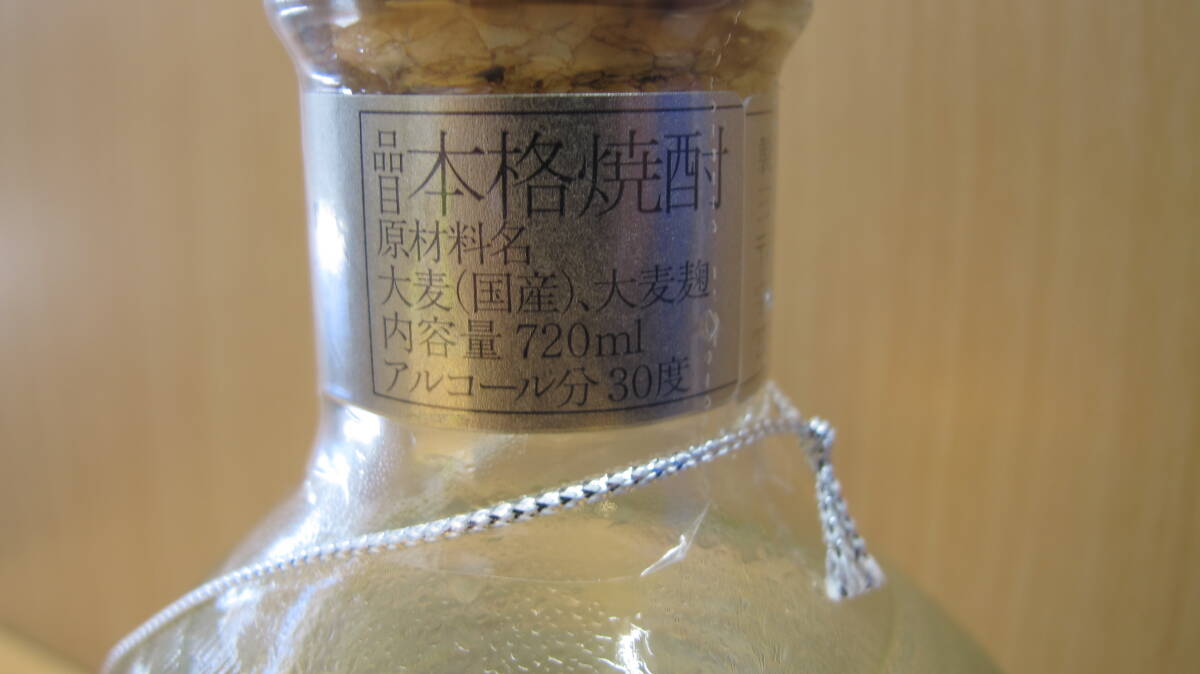 品目 本格焼酎
原材料名
大麦(国産)、大麦麹
内容量 720ml
アルコール分 30度